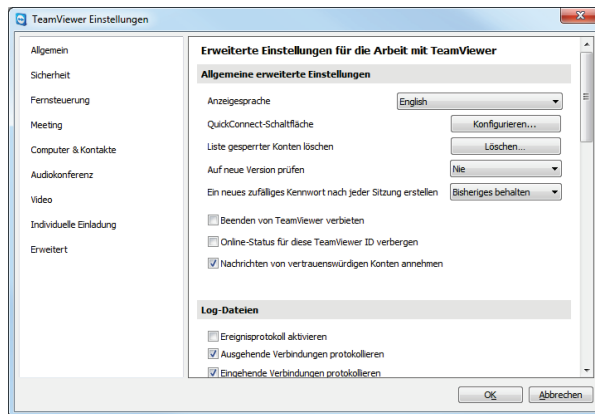 TeamViewer Einstellungen
Allgemein
Sicherheit
Fernsteuerung
Meeting
Computer & Kontakte
Audiokonferenz
Video
Individuelle Einladung
Erweitert
Erweiterte Einstellungen für die Arbeit mit TeamViewer
Allgemeine erweiterte Einstellungen
Anzeigesprache English
QuickConnect-Schaltfläche Konfigurieren...
Liste gesperrter Konten löschen Löschen...
Auf neue Version prüfen Nie
Ein neues zufälliges Kennwort nach jeder Sitzung erstellen Bisheriges behalten
Beenden von TeamViewer verbieten
Online-Status für diese TeamViewer ID verbergen
Nachrichten von vertrauenswürdigen Konten annehmen
Log-Dateien
Ereignisprotokoll aktivieren
Ausgehende Verbindungen protokollieren
Eingehende Verbindungen protokollieren
OK Abbrechen